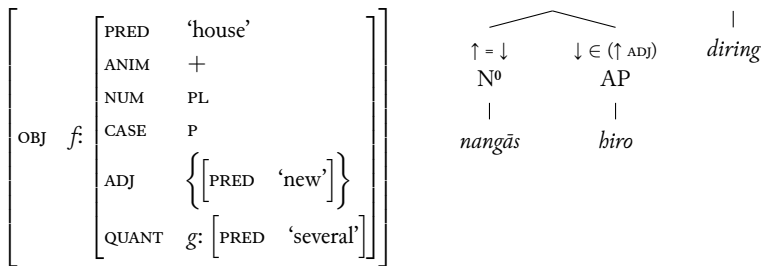 PRED ‘house’
ANIM +
NUM PL
CASE P
OBJ f:
ADJ {[PRED ‘new’]}
QUANT g: [PRED ‘several’]
↑ = ↓ ↓ ∈ (↑ ADJ) diring
N⁰ AP
nangās hiro